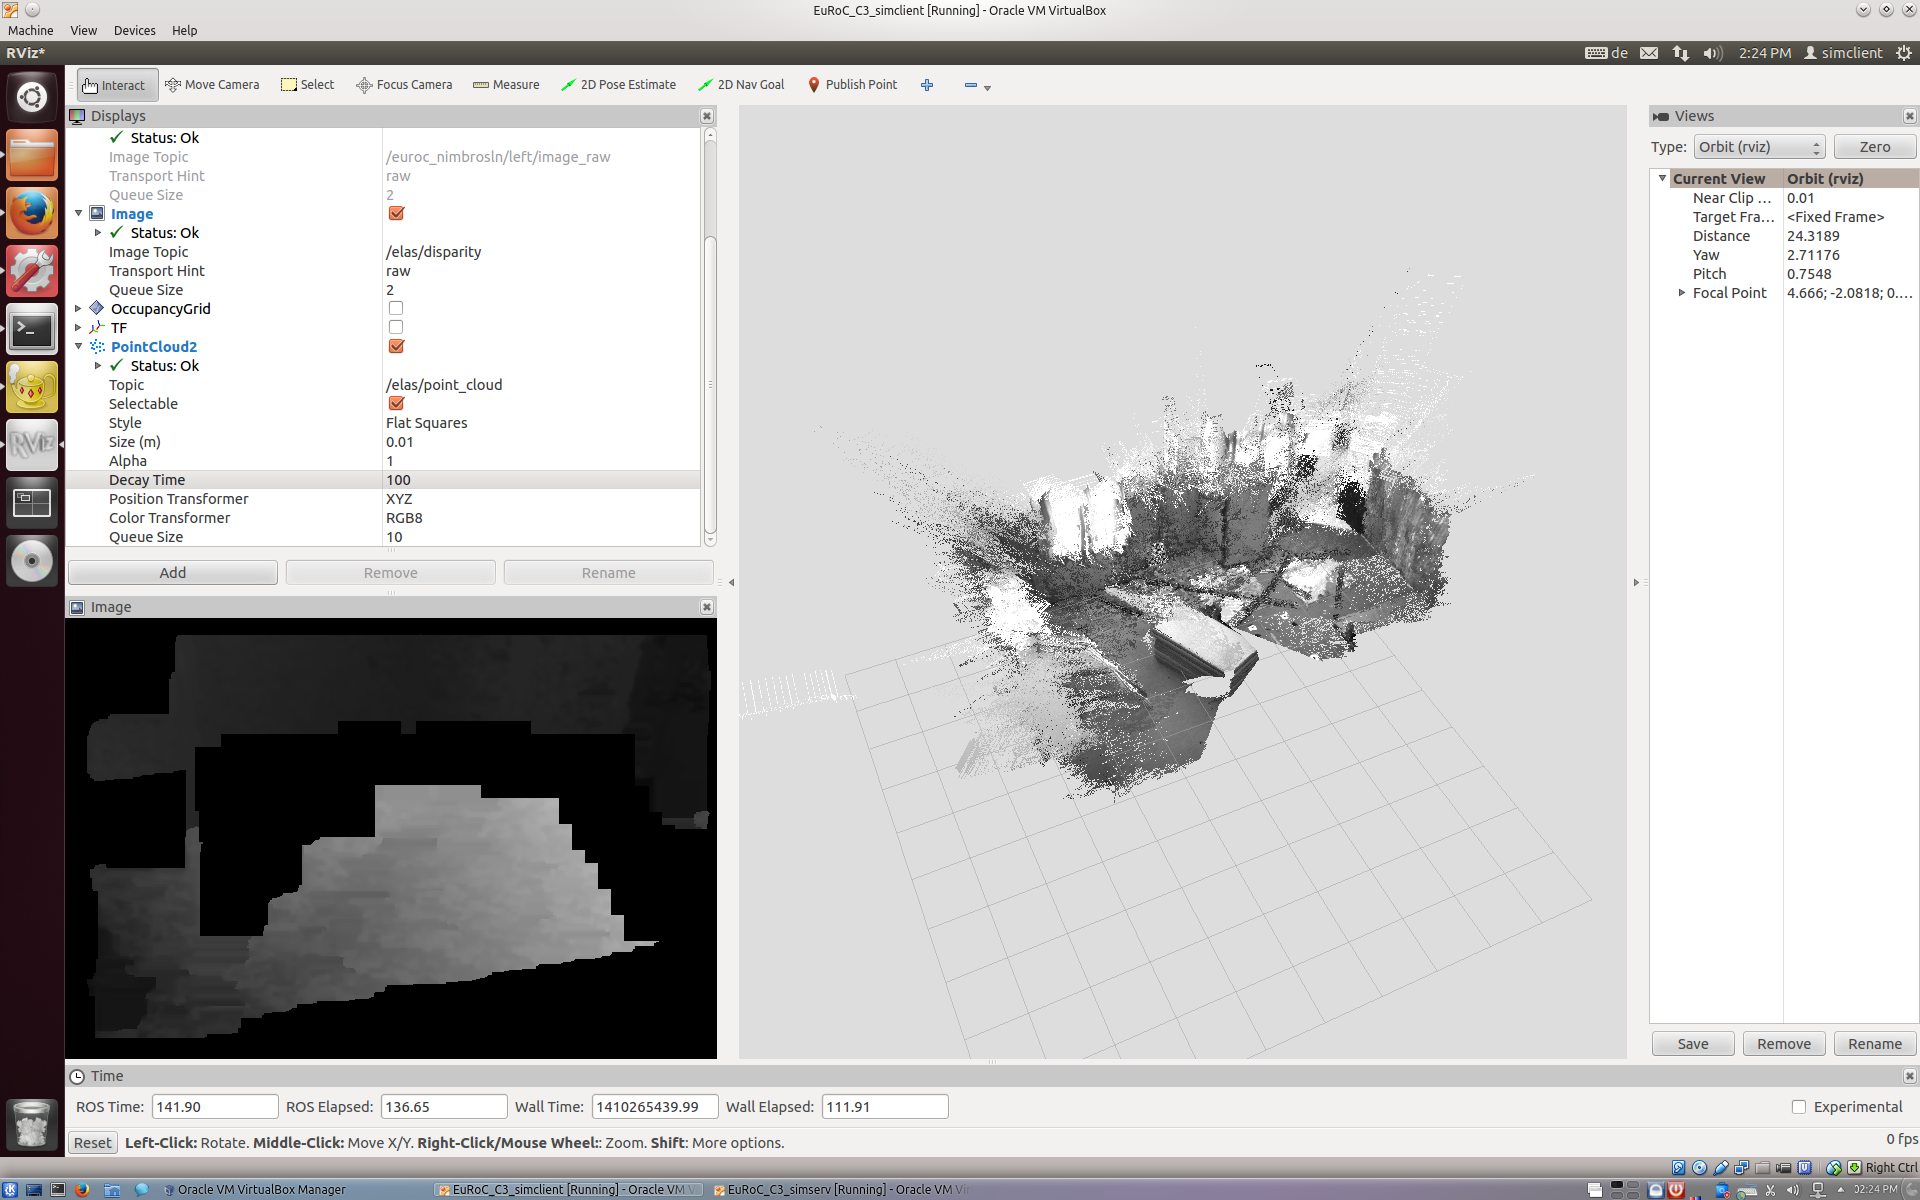 EuRoC_C3_simclient [Running] - Oracle VM VirtualBox
Machine View Devices Help
RViz* de 2:24 PM simclient
Interact Move Camera Select Focus Camera Measure 2D Pose Estimate 2D Nav Goal Publish Point
Displays
Status: Ok
Image Topic /euroc_nimbrosln/left/image_raw
Transport Hint raw
Queue Size 2
Image
Status: Ok
Image Topic /elas/disparity
Transport Hint raw
Queue Size 2
OccupancyGrid
TF
PointCloud2
Status: Ok
Topic /elas/point_cloud
Selectable
Style Flat Squares
Size (m) 0.01
Alpha 1
Decay Time 100
Position Transformer XYZ
Color Transformer RGB8
Queue Size 10
Add Remove Rename
Image
Views
Type: Orbit (rviz) Zero
Current View Orbit (rviz)
Near Clip ... 0.01
Target Fra... <Fixed Frame>
Distance 24.3189
Yaw 2.71176
Pitch 0.7548
Focal Point 4.666; -2.0818; 0....
Save Remove Rename
RViz
Time
ROS Time: 141.90 ROS Elapsed: 136.65 Wall Time: 1410265439.99 Wall Elapsed: 111.91 Experimental
Reset Left-Click: Rotate. Middle-Click: Move X/Y. Right-Click/Mouse Wheel:: Zoom. Shift: More options. 0 fps
Right Ctrl
Oracle VM VirtualBox Manager EuRoC_C3_simclient [Running] - Oracle VM V EuRoC_C3_simserv [Running] - Oracle VM Vi 02:24 PM